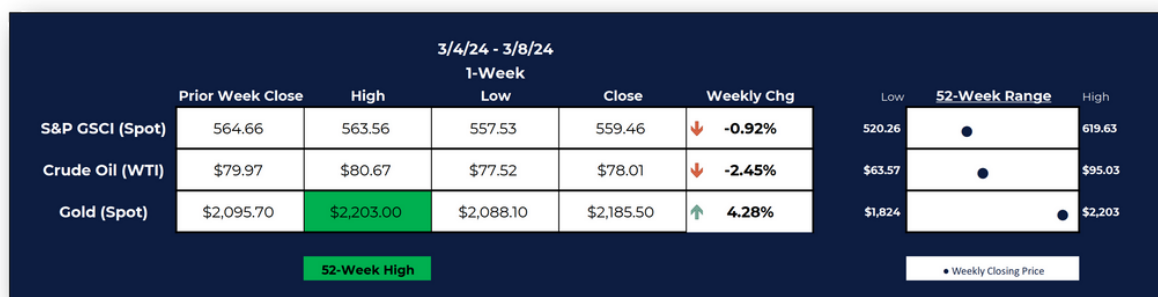 3/4/24 - 3/8/24
1-Week
Prior Week Close High Low Close Weekly Chg Low 52-Week Range High
S&P GSCI (Spot) 564.66 563.56 557.53 559.46 -0.92% 520.26 619.63
Crude Oil (WTI) $79.97 $80.67 $77.52 $78.01 -2.45% $63.57 $95.03
Gold (Spot) $2,095.70 $2,203.00 $2,088.10 $2,185.50 4.28% $1,824 $2,203
52-Week High • Weekly Closing Price